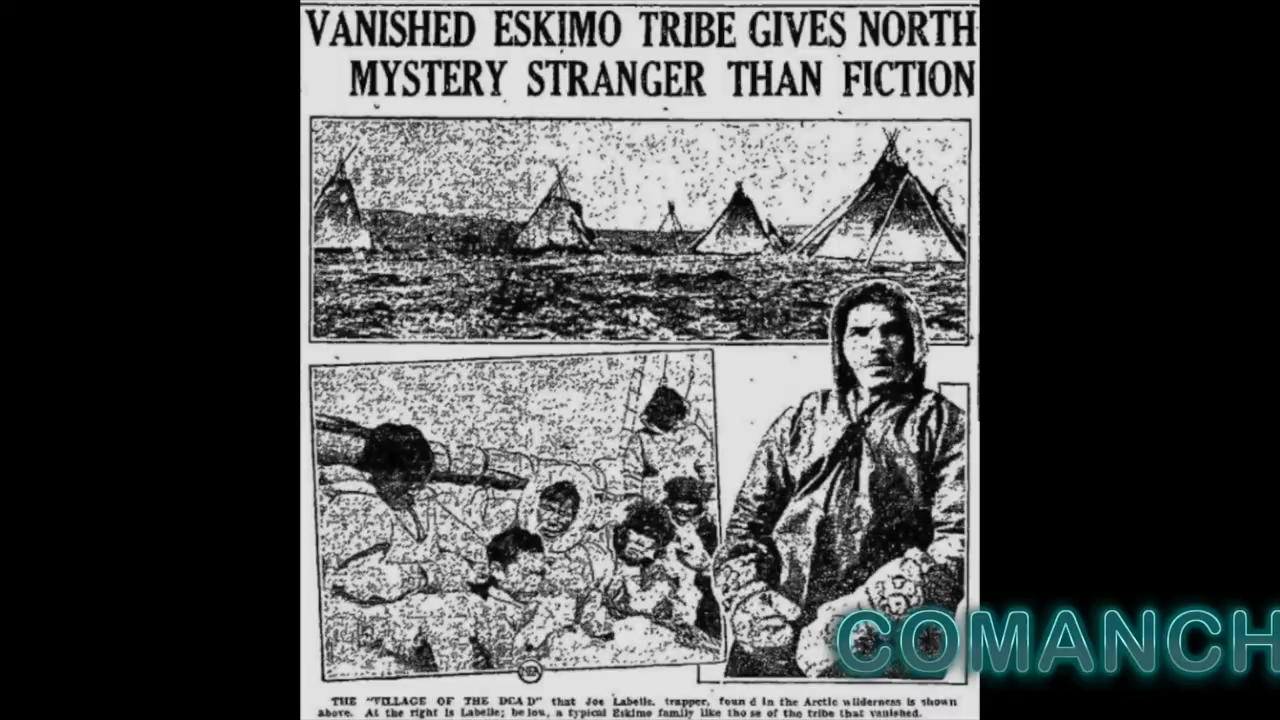 VANISHED ESKIMO TRIBE GIVES NORTH
MYSTERY STRANGER THAN FICTION
THE "VILLAGE OF THE DEAD" that Joe Labelle, trapper, found in the Arctic wilderness is shown
above. At the right is Labelle; below, a typical Eskimo family like those of the tribe that vanished.
COMANCH